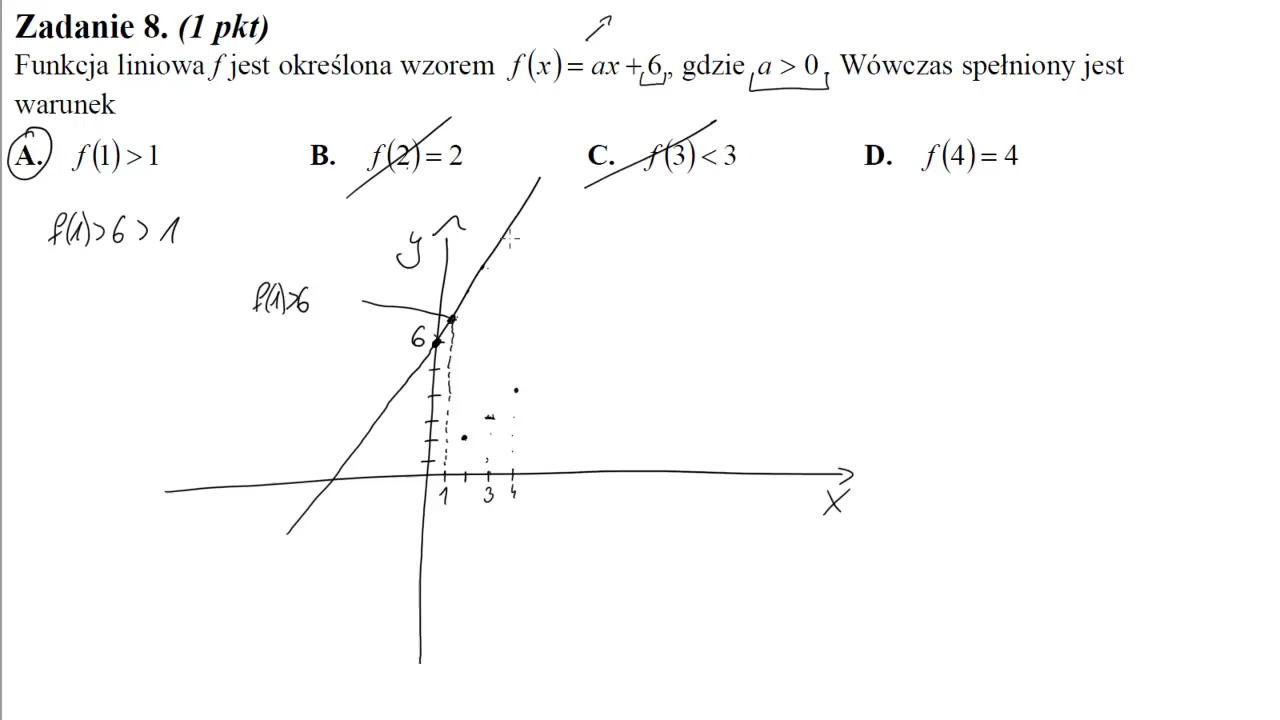 Zadanie 8. (1 pkt)
Funkcja liniowa f jest określona wzorem f(x) = ax + 6, gdzie a > 0. Wówczas spełniony jest
warunek
A. f(1) > 1 B. f(2) = 2 C. f(3) < 3 D. f(4) = 4
f(1) > 6 > 1
y
f(1)>6
6
1 3 4
x